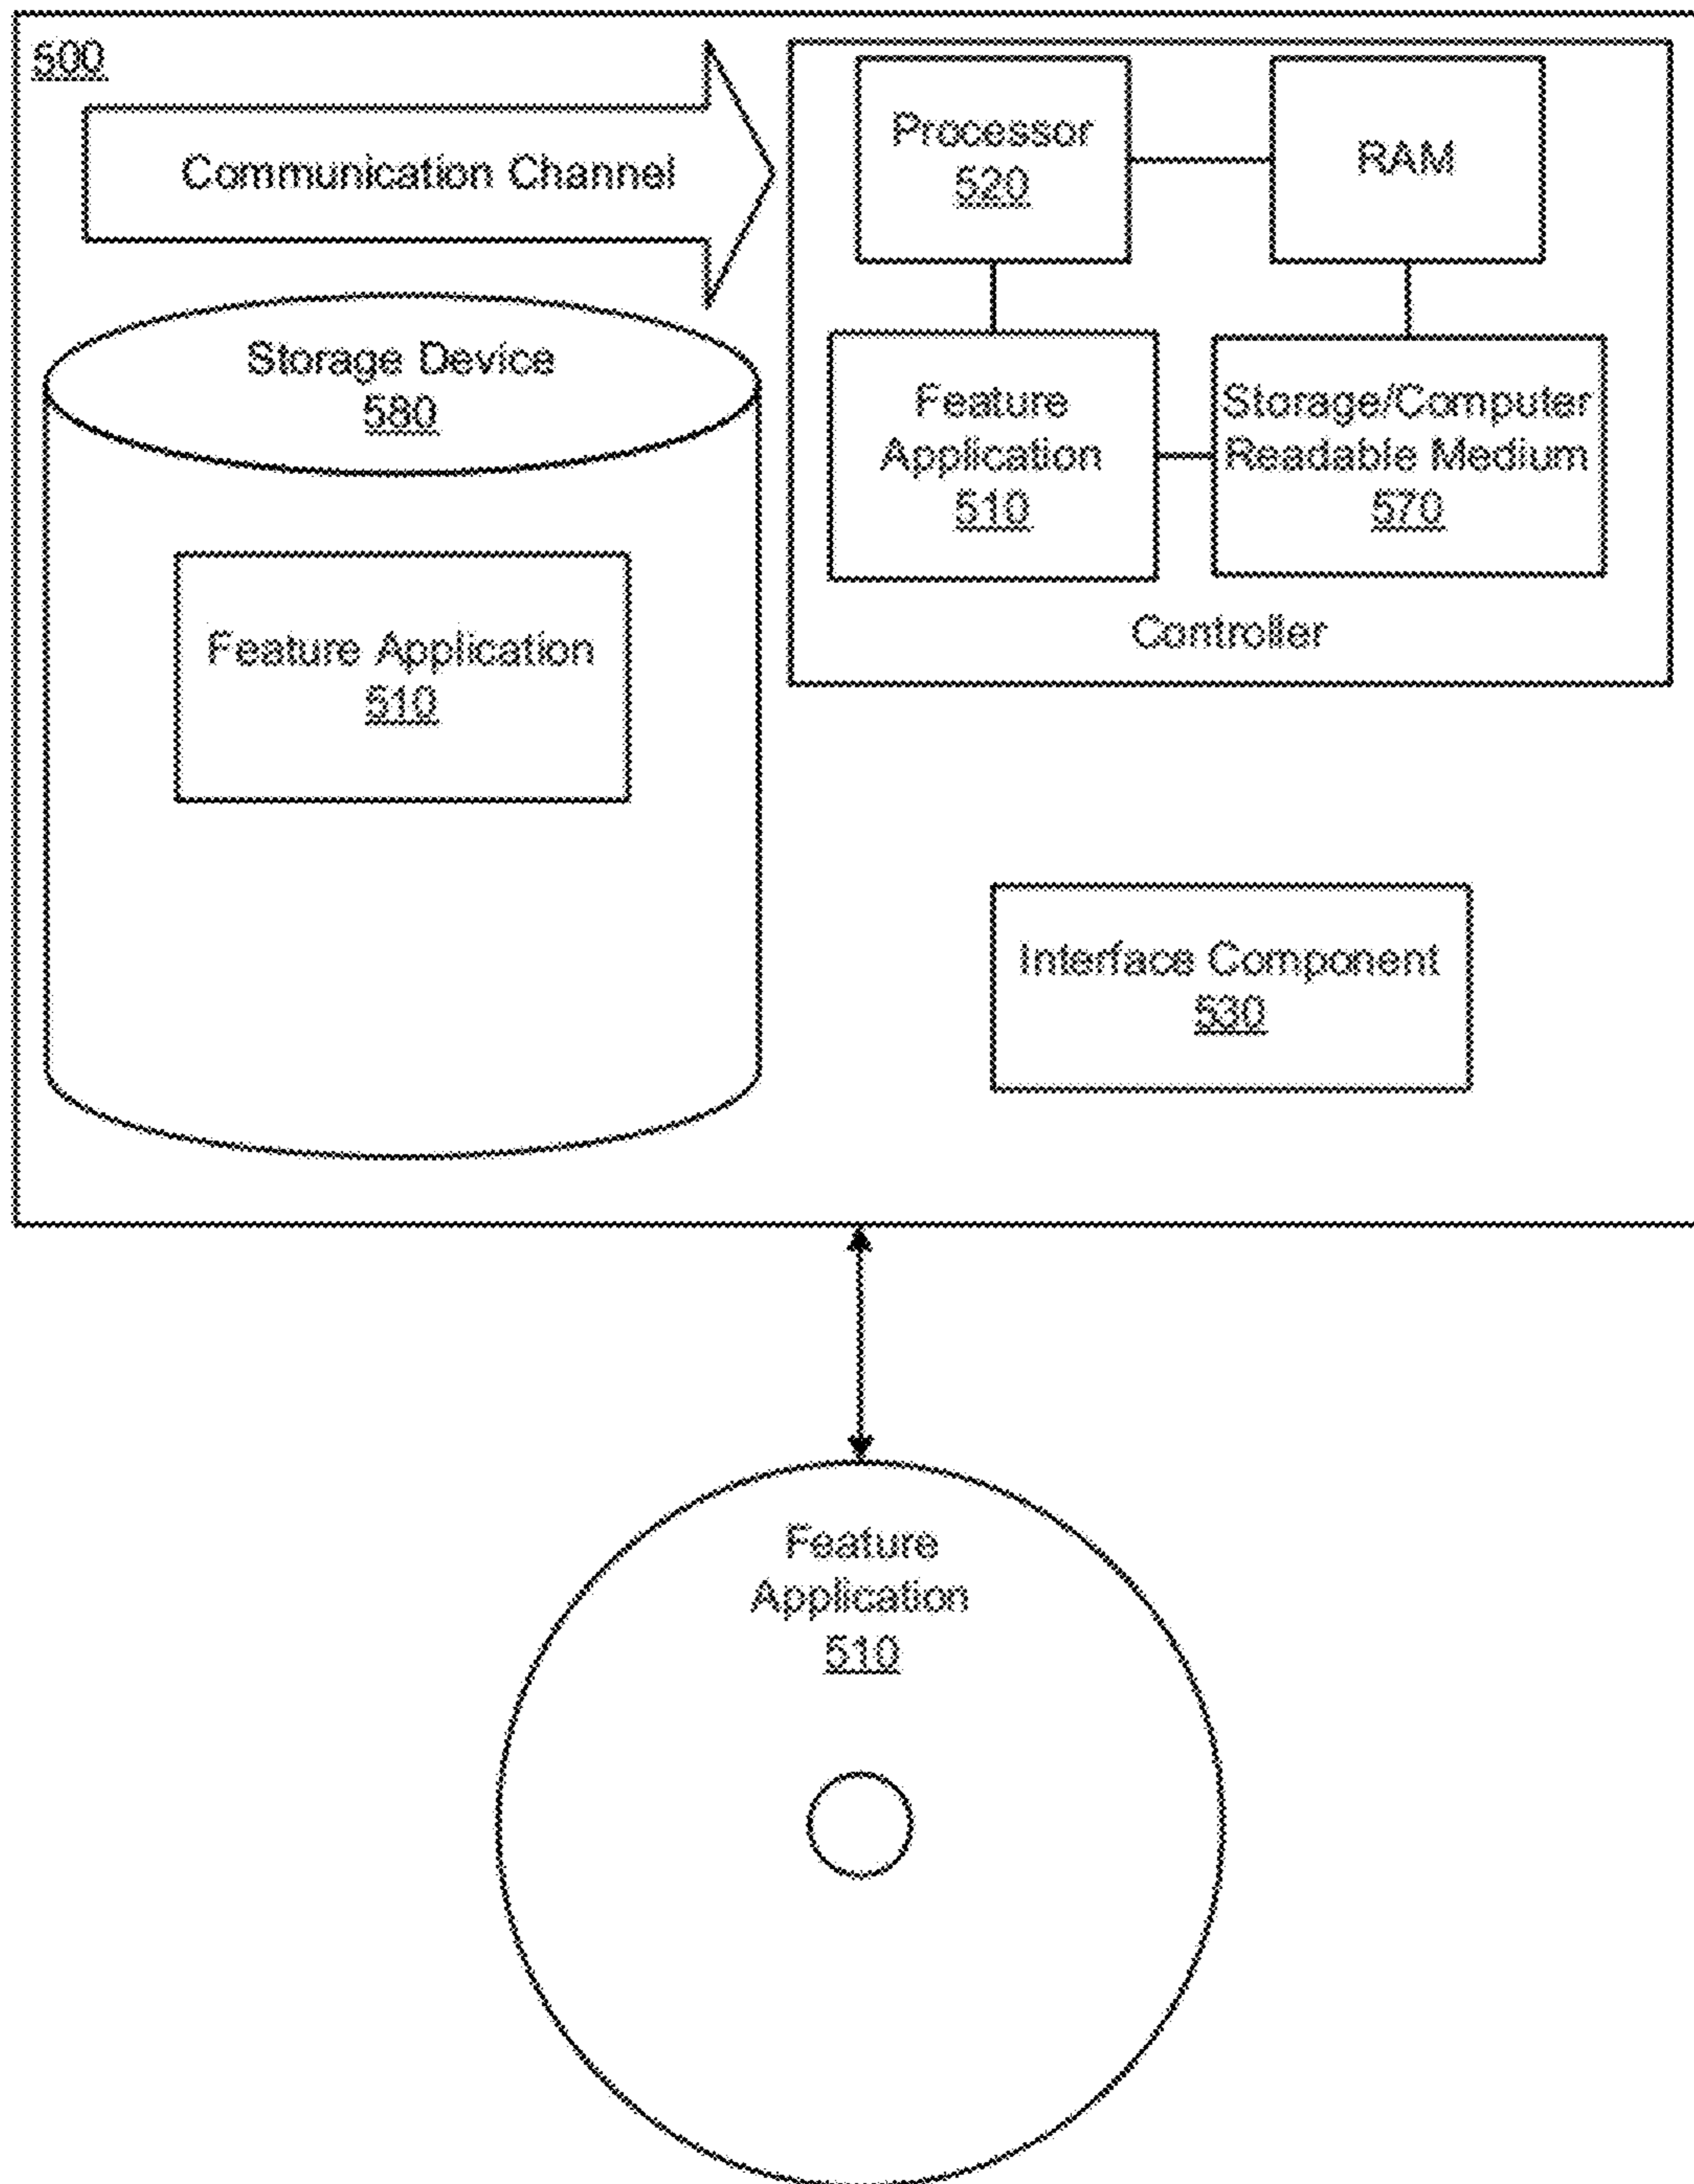 500
Communication Channel
Processor
520
RAM
Storage Device
580
Feature
Application
510
Storage/Computer
Readable Medium
570
Controller
Feature Application
510
Interface Component
530
Feature
Application
510